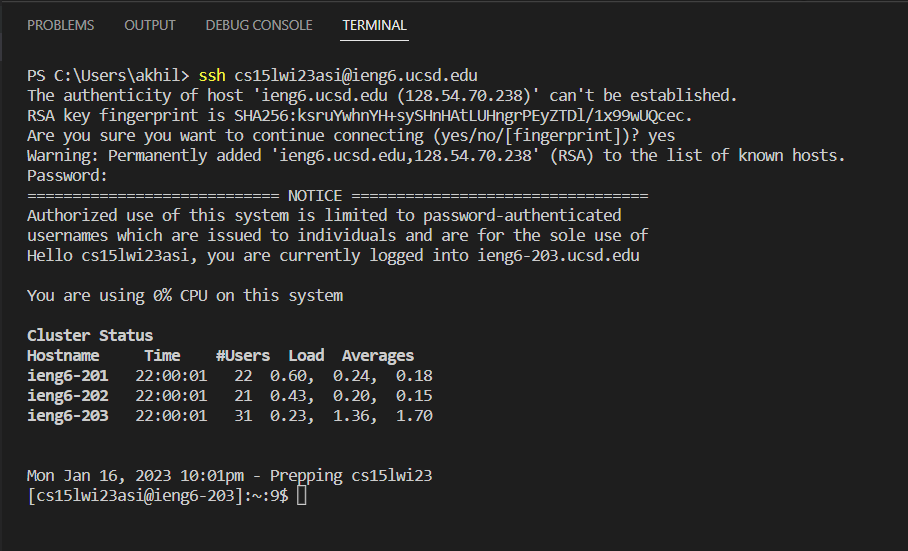 PROBLEMS OUTPUT DEBUG CONSOLE TERMINAL
PS C:\Users\akhil> ssh cs15lwi23asi@ieng6.ucsd.edu
The authenticity of host 'ieng6.ucsd.edu (128.54.70.238)' can't be established.
RSA key fingerprint is SHA256:ksruYwhnYH+sySHnHAtLUHngrPEyZTDl/1x99wUQcec.
Are you sure you want to continue connecting (yes/no/[fingerprint])? yes
Warning: Permanently added 'ieng6.ucsd.edu,128.54.70.238' (RSA) to the list of known hosts.
Password:
============================ NOTICE =================================
Authorized use of this system is limited to password-authenticated
usernames which are issued to individuals and are for the sole use of
Hello cs15lwi23asi, you are currently logged into ieng6-203.ucsd.edu
You are using 0% CPU on this system
Cluster Status
Hostname     Time    #Users  Load  Averages
ieng6-201   22:00:01   22  0.60,  0.24,  0.18
ieng6-202   22:00:01   21  0.43,  0.20,  0.15
ieng6-203   22:00:01   31  0.23,  1.36,  1.70
Mon Jan 16, 2023 10:01pm - Prepping cs15lwi23
[cs15lwi23asi@ieng6-203]:~:9$